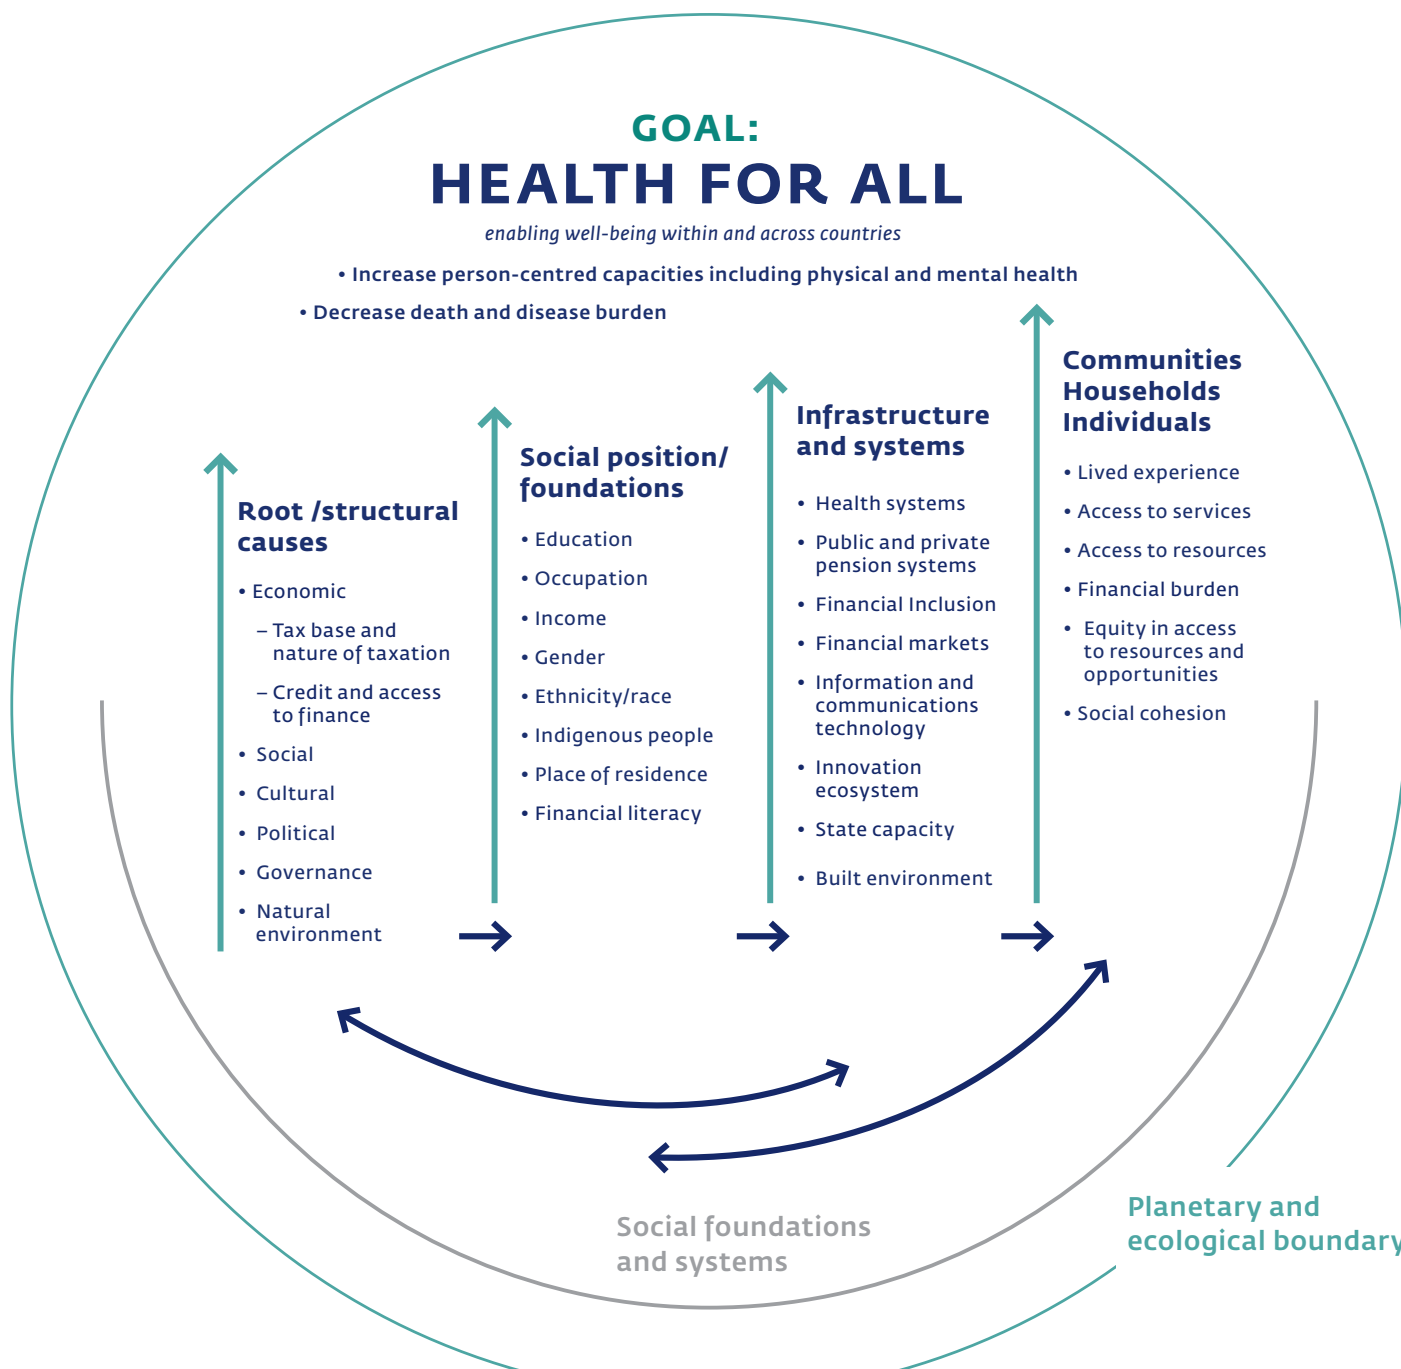 GOAL:
HEALTH FOR ALL
enabling well-being within and across countries
• Increase person-centred capacities including physical and mental health
• Decrease death and disease burden
Root /structural
causes
• Economic
– Tax base and
nature of taxation
– Credit and access
to finance
• Social
• Cultural
• Political
• Governance
• Natural
environment
Social position/
foundations
• Education
• Occupation
• Income
• Gender
• Ethnicity/race
• Indigenous people
• Place of residence
• Financial literacy
Infrastructure
and systems
• Health systems
• Public and private
pension systems
• Financial Inclusion
• Financial markets
• Information and
communications
technology
• Innovation
ecosystem
• State capacity
• Built environment
Communities
Households
Individuals
• Lived experience
• Access to services
• Access to resources
• Financial burden
• Equity in access
to resources and
opportunities
• Social cohesion
Social foundations
and systems
Planetary and
ecological boundary